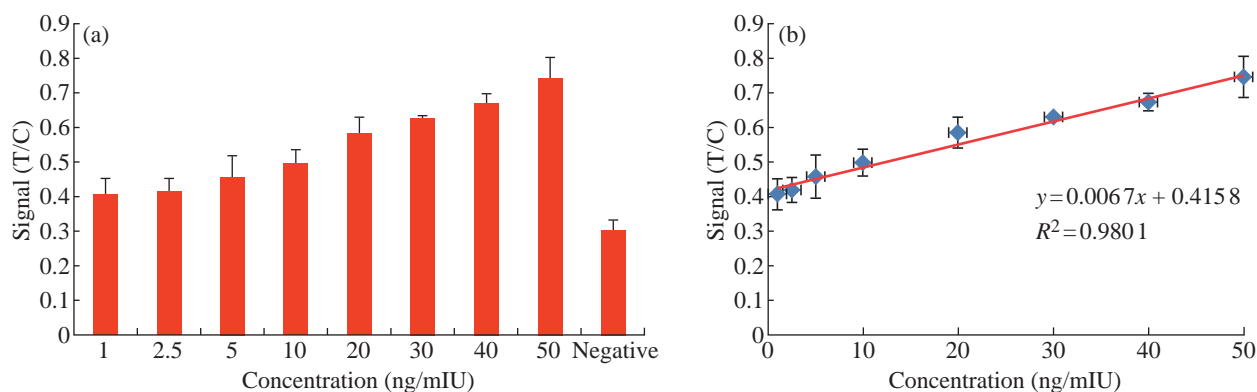 (a)
Signal (T/C)
0.9
0.8
0.7
0.6
0.5
0.4
0.3
0.2
0.1
0
1 2.5 5 10 20 30 40 50 Negative
Concentration (ng/mIU)
(b)
Signal (T/C)
0.9
0.8
0.7
0.6
0.5
0.4
0.3
0.2
0.1
0
y=0.0067x+0.4158
R²=0.9801
0 10 20 30 40 50
Concentration (ng/mIU)